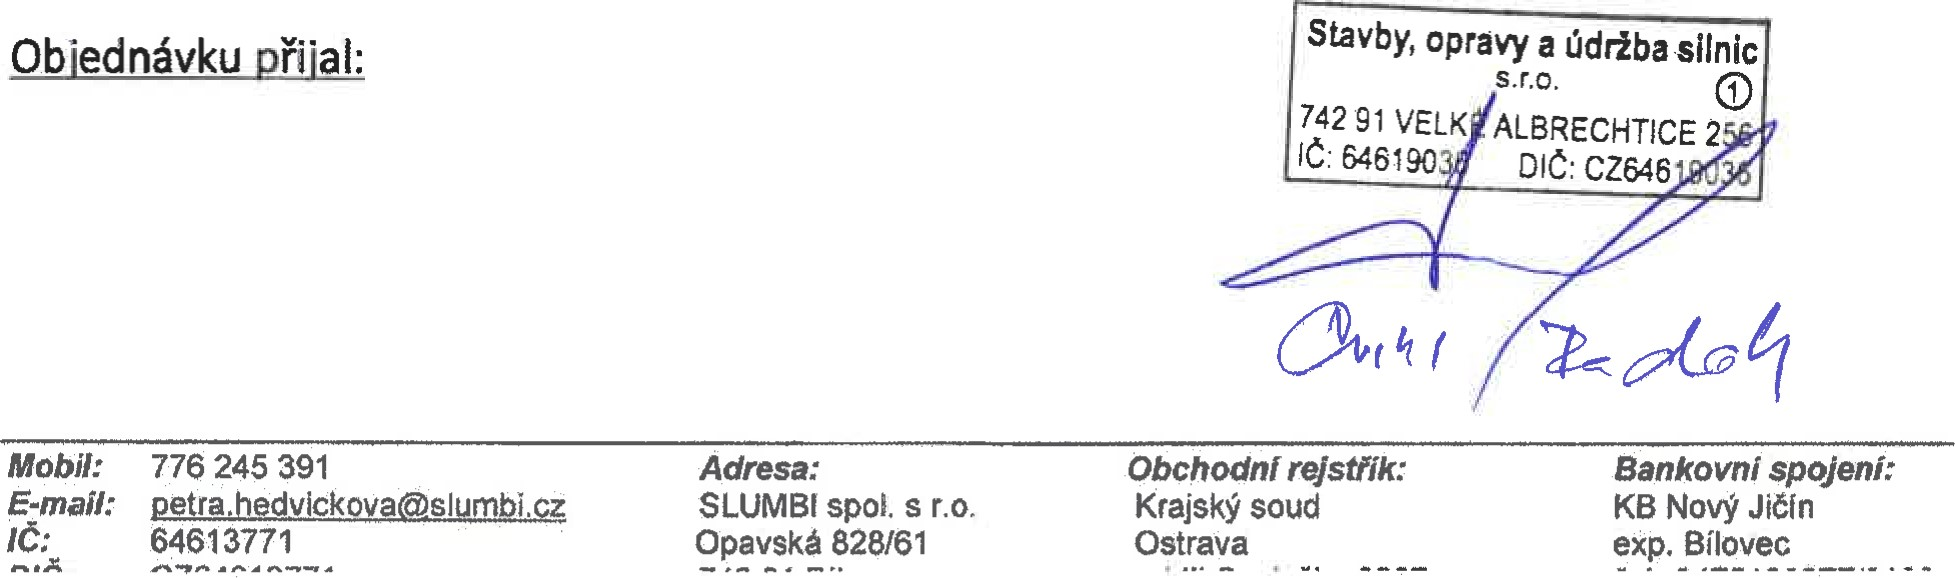 Objednávku přijal:
Stavby, opravy a údržba silnic
s.r.o.
1
742 91 VELKÉ ALBRECHTICE 256
IČ: 64619036 DIČ: CZ64619036
Mobil: 776 245 391 Adresa: Obchodní rejstřík: Bankovní spojení:
E-mail: petra.hedvickova@slumbi.cz SLUMBI spol. s r.o. Krajský soud KB Nový Jičín
IČ: 64613771 Opavská 828/61 Ostrava exp. Bílovec